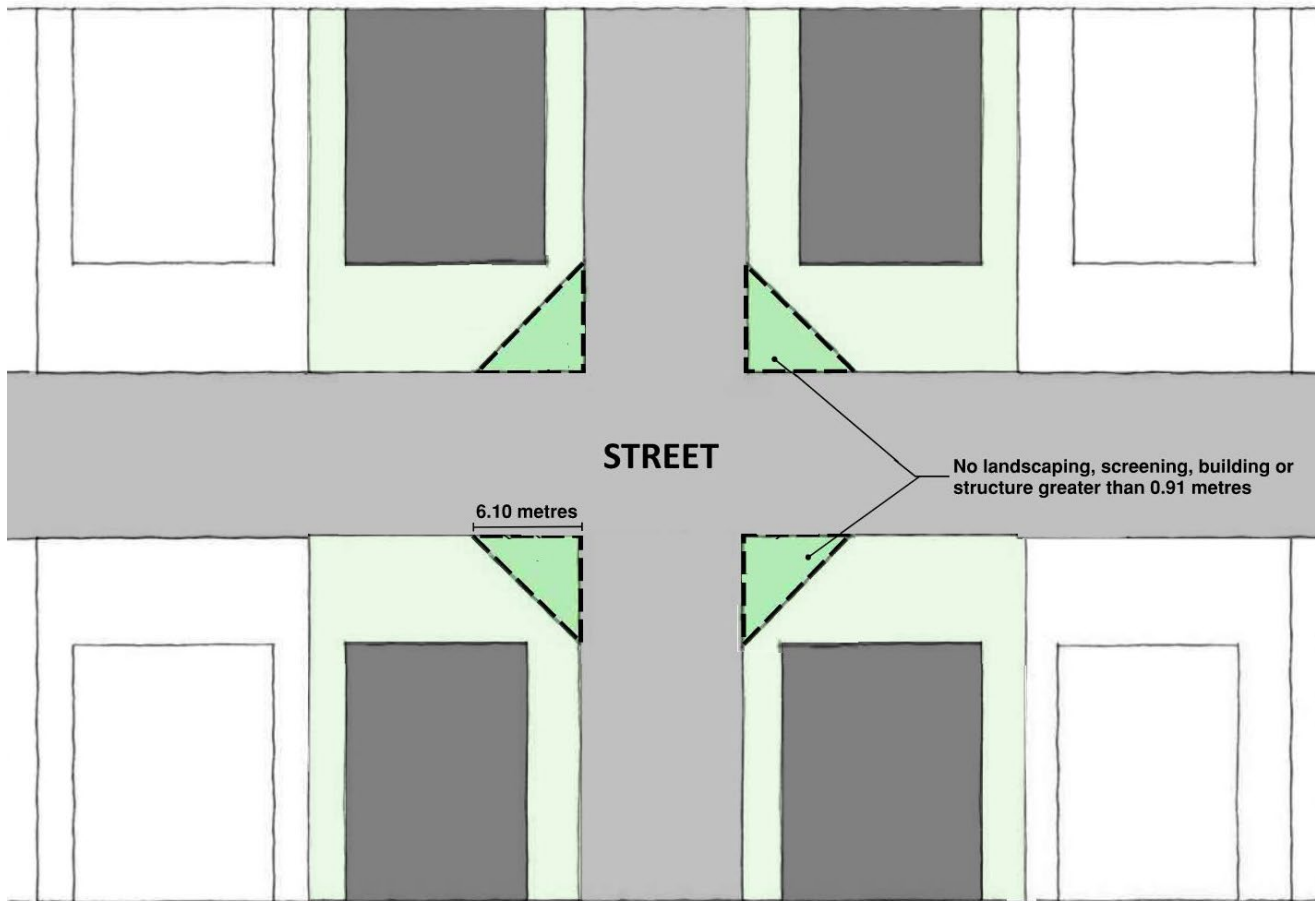 STREET
No landscaping, screening, building or
structure greater than 0.91 metres
6.10 metres